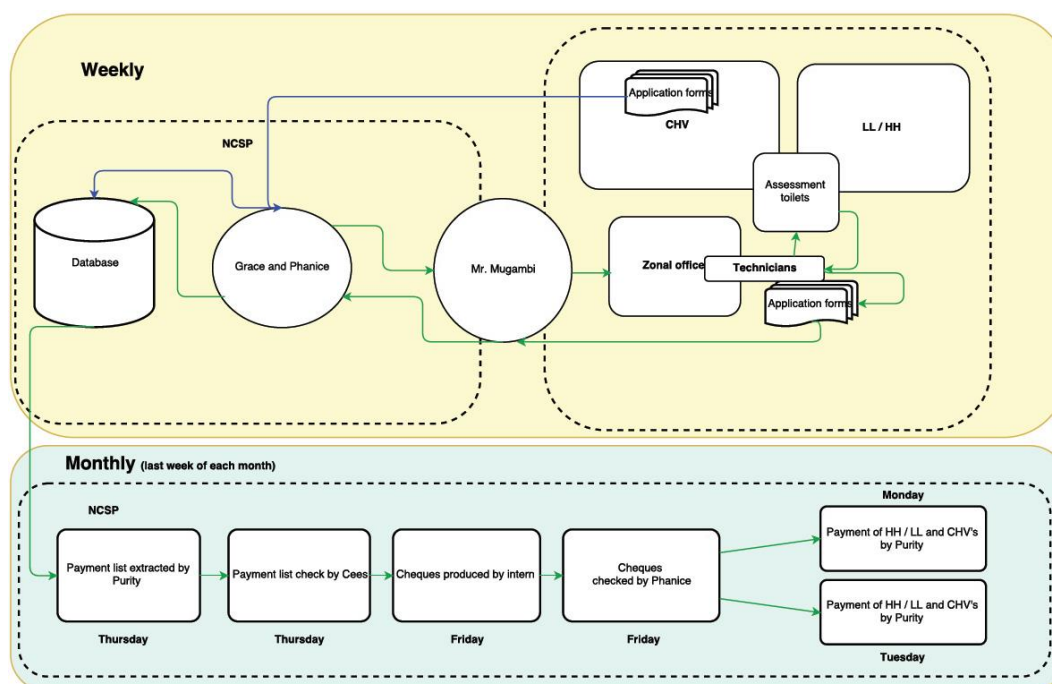 Weekly
Application forms
CHV
LL / HH
NCSP
Assessment
toilets
Database
Grace and Phanice
Mr. Mugambi
Zonal office
Technicians
Application forms
Monthly (last week of each month)
NCSP
Monday
Payment list extracted by
Purity
Payment list check by Cees
Cheques produced by intern
Cheques
checked by Phanice
Payment of HH / LL and CHV's
by Purity
Payment of HH / LL and CHV's
by Purity
Thursday
Thursday
Friday
Friday
Tuesday